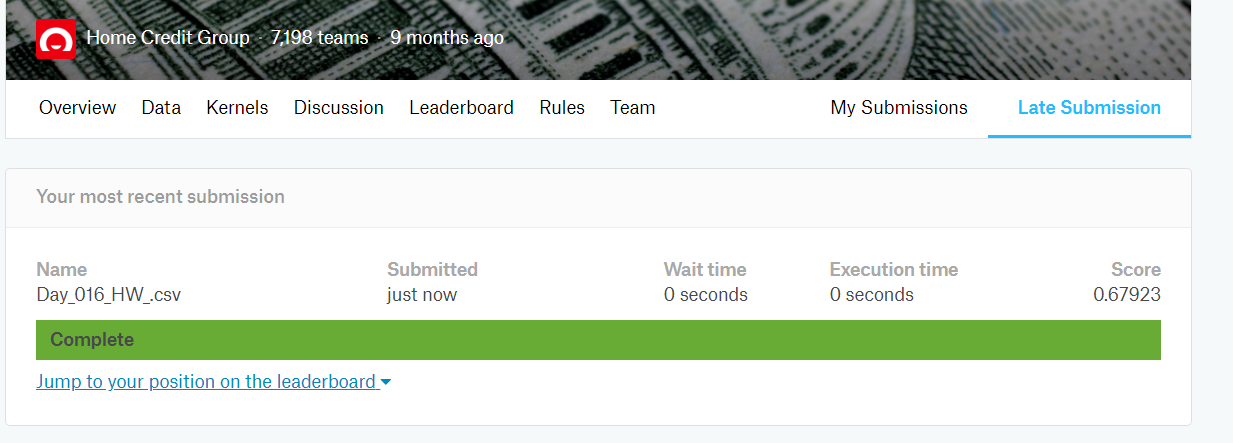 Home Credit Group · 7,198 teams · 9 months ago
Overview Data Kernels Discussion Leaderboard Rules Team My Submissions Late Submission
Your most recent submission
Name Submitted Wait time Execution time Score
Day_016_HW_.csv just now 0 seconds 0 seconds 0.67923
Complete
Jump to your position on the leaderboard